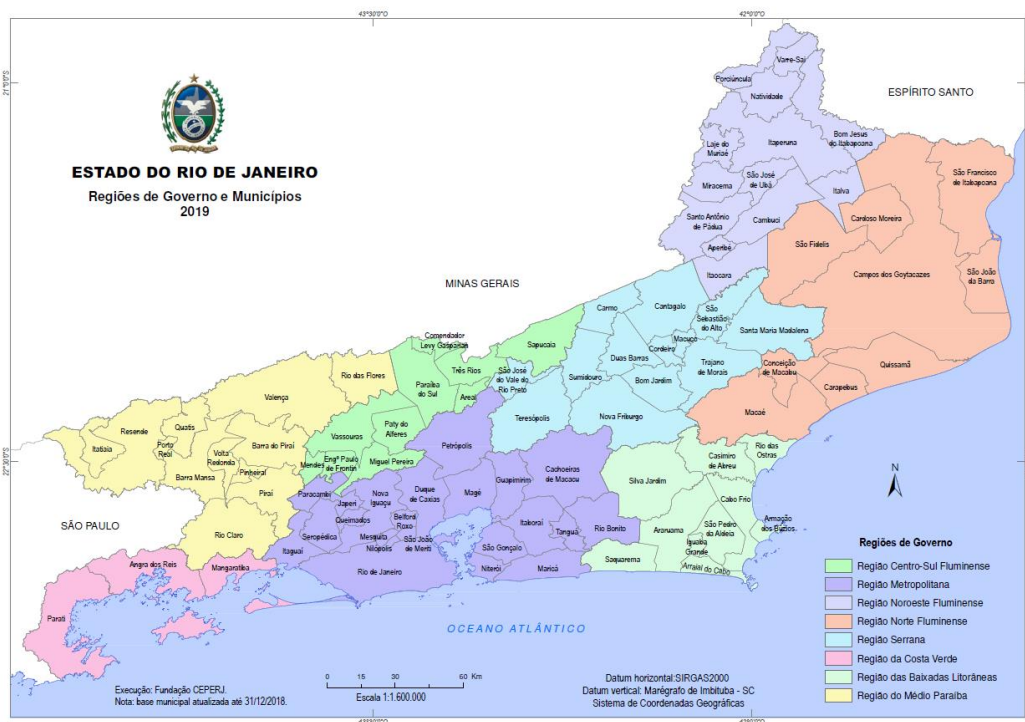 43°30'0"O
42°0'0"O
21°0'0"S
ESTADO DO RIO DE JANEIRO
Regiões de Governo e Municípios
2019
ESPÍRITO SANTO
MINAS GERAIS
SÃO PAULO
Varre-Sai
Porciúncula
Natividade
Bom Jesus
do Itabapoana
Itaperuna
Laje do
Muriaé
São Francisco
de Itabapoana
São José
de Ubá
Miracema
Italva
Cardoso Moreira
Santo Antônio
de Pádua
Cambuci
São Fidelis
Aperibé
Campos dos Goytacazes
São João
da Barra
Itaocara
Carmo
Cantagalo
São
Sebastião
do Alto
Santa Maria Madalena
Macuco
Cordeiro
Duas Barras
Comendador
Levy Gasparian
Sapucaia
Três Rios
São José
do Vale do
Rio Preto
Sumidouro
Trajano
de Morais
Conceição
de Macabu
Quissamã
Rio das Flores
Paraíba
do Sul
Areal
Bom Jardim
Carapebus
Valença
Teresópolis
Nova Friburgo
Macaé
Paty do
Alferes
Vassouras
Resende
Quatis
Itatiaia
Porto
Real
Volta
Redonda
Barra do Piraí
Petrópolis
Mendes
Engº Paulo
de Frontin
Miguel Pereira
Rio das
Ostras
Casimiro
de Abreu
22°30'0"S
Barra Mansa
Pinheiral
Piraí
Cachoeiras
de Macacu
Guapimirim
Silva Jardim
Paracambi
Nova
Iguaçu
Duque
de Caxias
Magé
Japeri
Cabo Frio
Queimados
Belford
Roxo
Itaboraí
Tanguá
Rio Bonito
Araruama
São Pedro
da Aldeia
Armação
dos Búzios
Rio Claro
Seropédica
Mesquita
Nilópolis
São João
de Meriti
Iguaba
Grande
Itaguaí
São Gonçalo
Saquarema
Arraial do Cabo
Angra dos Reis
Mangaratiba
Rio de Janeiro
Niterói
Maricá
Parati
OCEANO ATLÂNTICO
N
Regiões de Governo
Região Centro-Sul Fluminense
Região Metropolitana
Região Noroeste Fluminense
Região Norte Fluminense
Região Serrana
Região da Costa Verde
Região das Baixadas Litorâneas
Região do Médio Paraíba
Execução: Fundação CEPERJ.
Nota: base municipal atualizada até 31/12/2018.
0 15 30 60 Km
Escala 1:1.600.000
Datum horizontal:SIRGAS2000
Datum vertical: Marégrafo de Imbituba - SC
Sistema de Coordenadas Geográficas